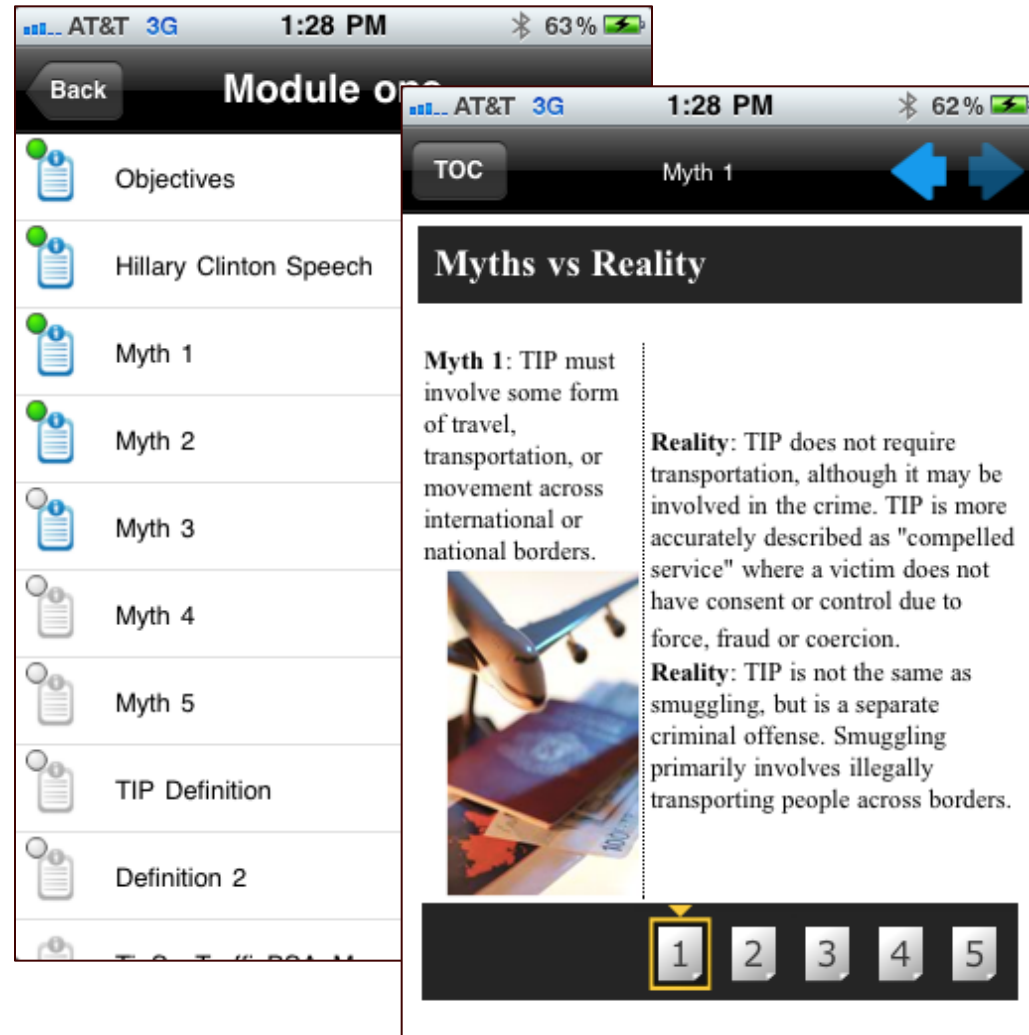 AT&T 3G 1:28 PM 63%
Back Module
Objectives
Hillary Clinton Speech
Myth 1
Myth 2
Myth 3
Myth 4
Myth 5
TIP Definition
Definition 2
AT&T 3G 1:28 PM 62%
TOC Myth 1
Myths vs Reality
Myth 1: TIP must
involve some form
of travel,
transportation, or
movement across
international or
national borders.
Reality: TIP does not require
transportation, although it may be
involved in the crime. TIP is more
accurately described as "compelled
service" where a victim does not
have consent or control due to
force, fraud or coercion.
Reality: TIP is not the same as
smuggling, but is a separate
criminal offense. Smuggling
primarily involves illegally
transporting people across borders.
1 2 3 4 5